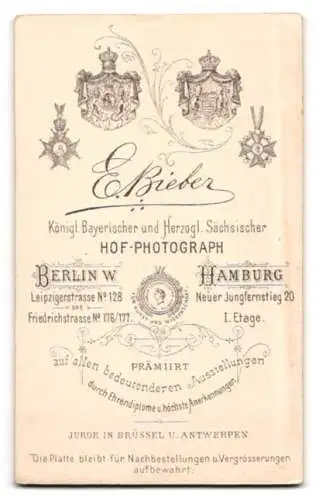 E. Bieber
Königl. Bayerischer und Herzogl. Sächsischer
HOF-PHOTOGRAPH
BERLIN W.
Leipzigerstrasse No 128
UND
Friedrichstrasse No 176/177.
HAMBURG
Neuer Jungfernstieg 20
I. Etage.
PRÄMIIRT
auf allen bedeutenderen Ausstellungen
durch Ehrendiplome u. höchste Anerkennungen.
JUROR IN BRÜSSEL U. ANTWERPEN.
Die Platte bleibt für Nachbestellungen u. Vergrösserungen
aufbewahrt.